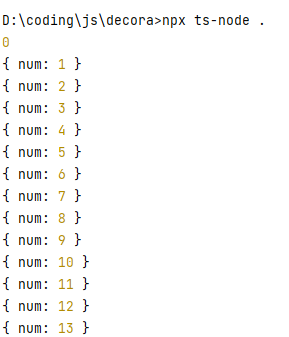 D:\coding\js\decora>npx ts-node .
0
{ num: 1 }
{ num: 2 }
{ num: 3 }
{ num: 4 }
{ num: 5 }
{ num: 6 }
{ num: 7 }
{ num: 8 }
{ num: 9 }
{ num: 10 }
{ num: 11 }
{ num: 12 }
{ num: 13 }